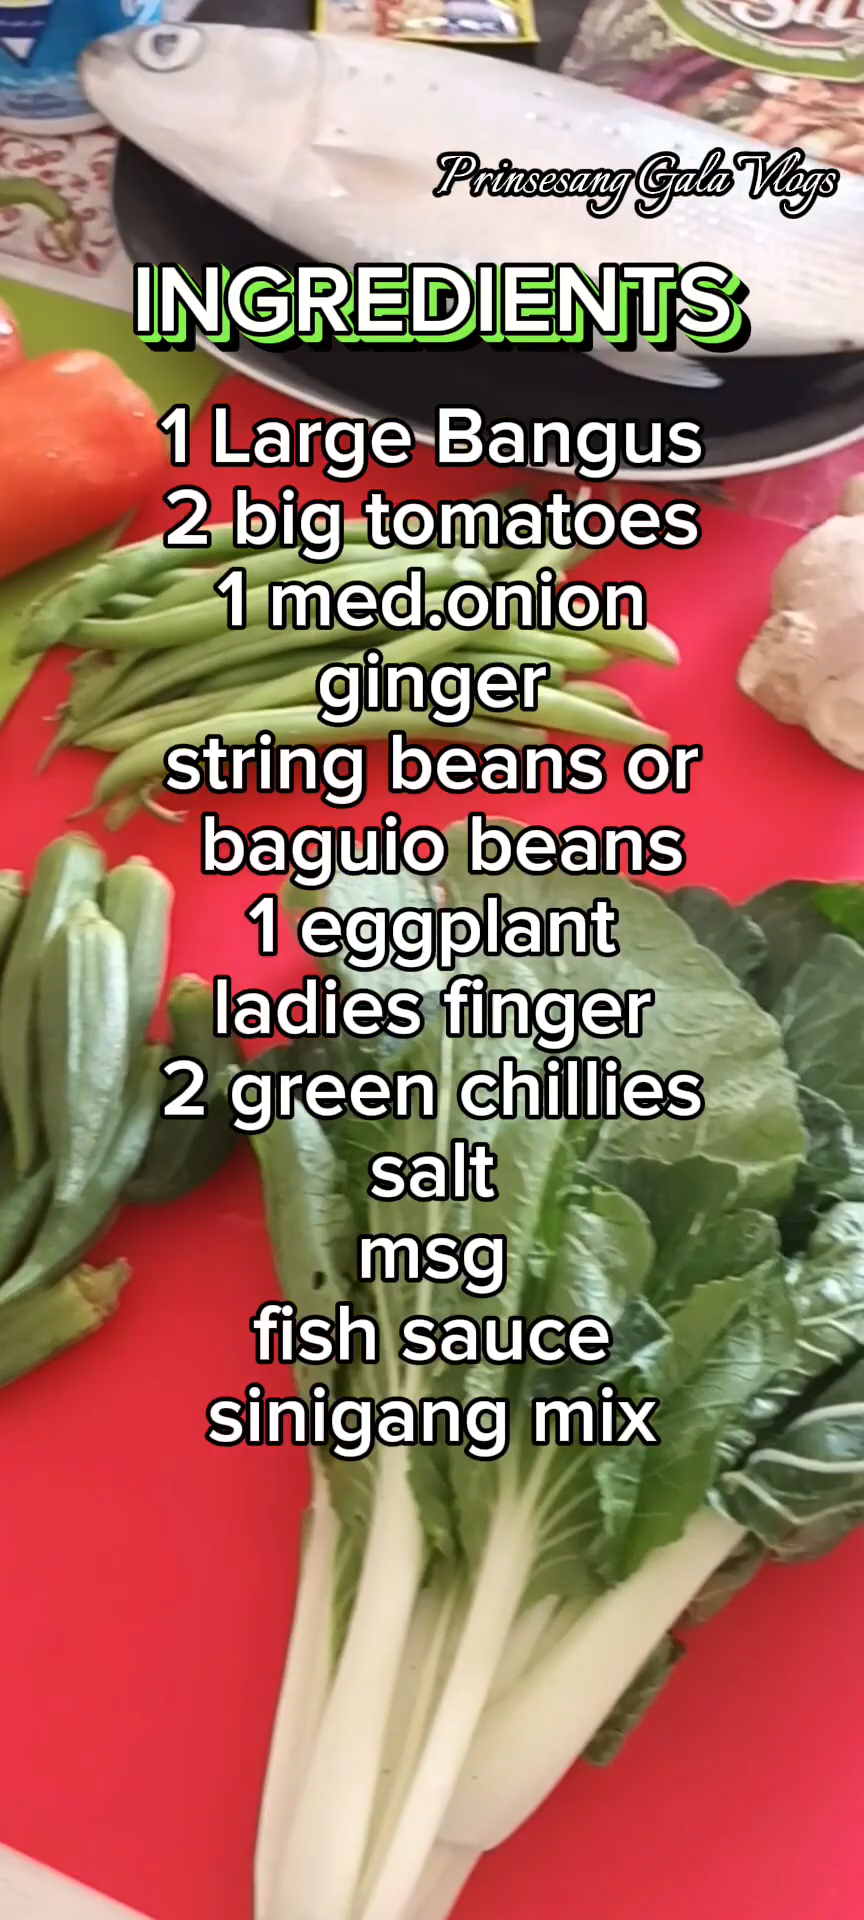 Prinsesang Gala Vlogs
INGREDIENTS
1 Large Bangus
2 big tomatoes
1 med.onion
ginger
string beans or
baguio beans
1 eggplant
ladies finger
2 green chillies
salt
msg
fish sauce
sinigang mix